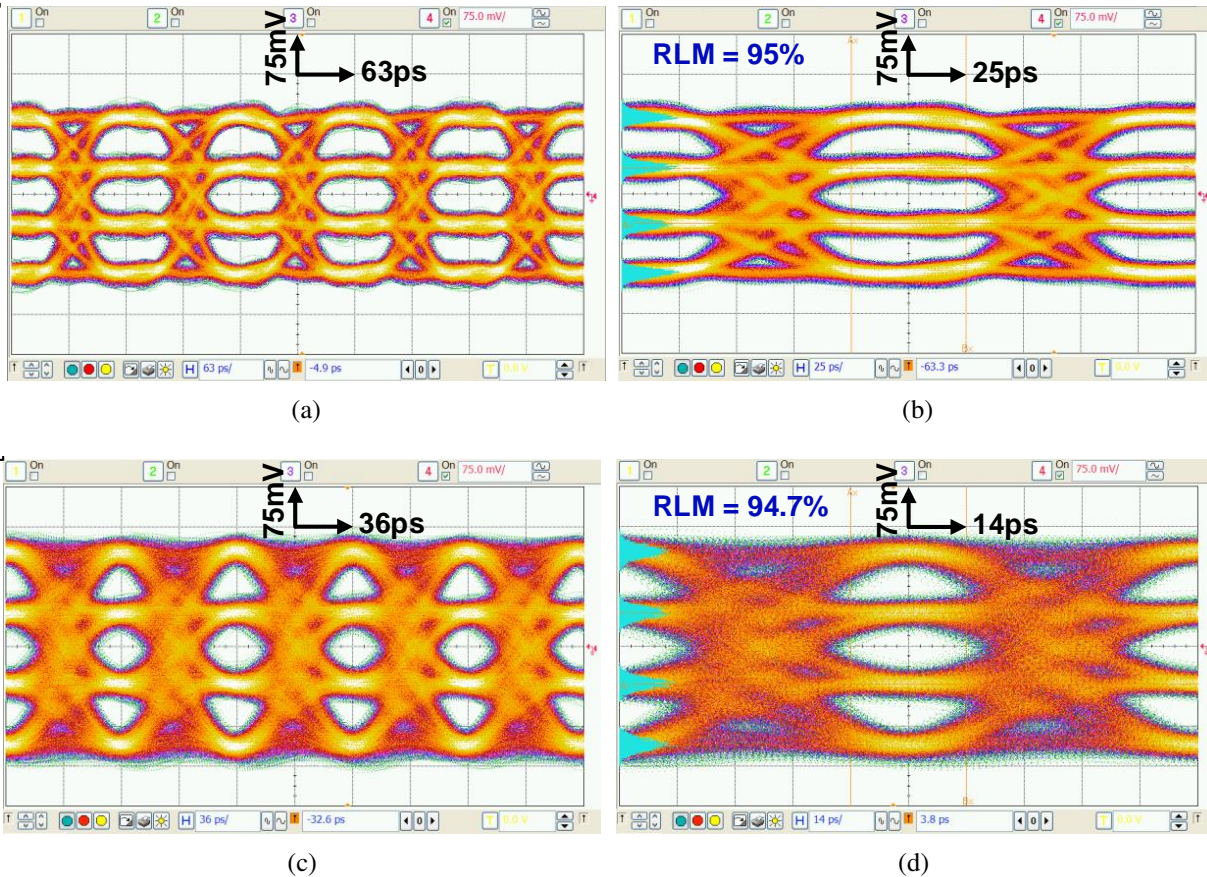 1 On 2 On 3 On 4 On 75.0 mV/
75mV
63ps
H 63 ps/ -4.9 ps 0 T 0.0 V
(a)
1 On 2 On 3 On 4 On 75.0 mV/
RLM = 95%
75mV
25ps
Ax
Bx
H 25 ps/ -63.3 ps 0 T 0.0 V
(b)
1 On 2 On 3 On 4 On 75.0 mV/
75mV
36ps
H 36 ps/ -32.6 ps 0 T 0.0 V
(c)
1 On 2 On 3 On 4 On 75.0 mV/
RLM = 94.7%
75mV
14ps
Ax
Bx
H 14 ps/ 3.8 ps 0 T 0.0 V
(d)